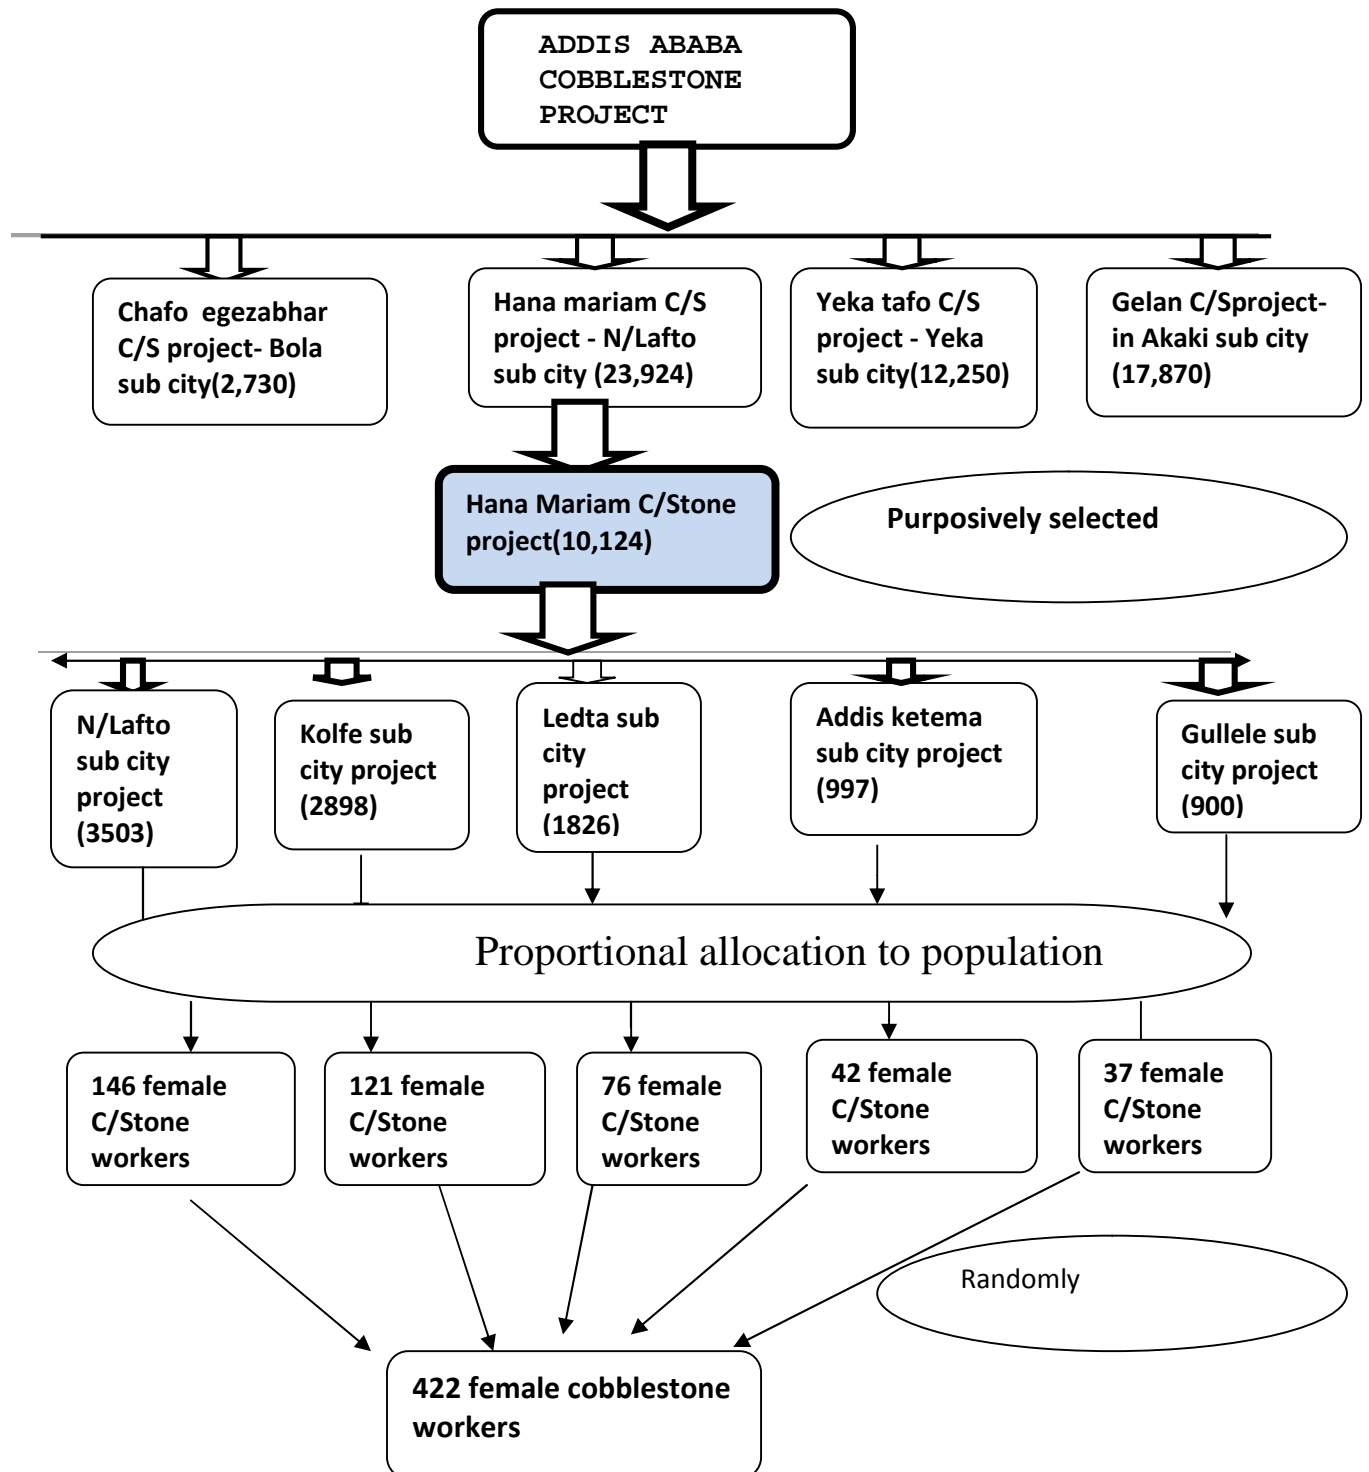 ADDIS ABABA
COBBLESTONE
PROJECT
Chafo egezabhar
C/S project- Bola
sub city(2,730)
Hana mariam C/S
project - N/Lafto
sub city (23,924)
Yeka tafo C/S
project - Yeka
sub city(12,250)
Gelan C/Sproject-
in Akaki sub city
(17,870)
Hana Mariam C/Stone
project(10,124)
Purposively selected
N/Lafto
sub city
project
(3503)
Kolfe sub
city project
(2898)
Ledta sub
city
project
(1826)
Addis ketema
sub city project
(997)
Gullele sub
city project
(900)
Proportional allocation to population
146 female
C/Stone
workers
121 female
C/Stone
workers
76 female
C/Stone
workers
42 female
C/Stone
workers
37 female
C/Stone
workers
Randomly
422 female cobblestone
workers